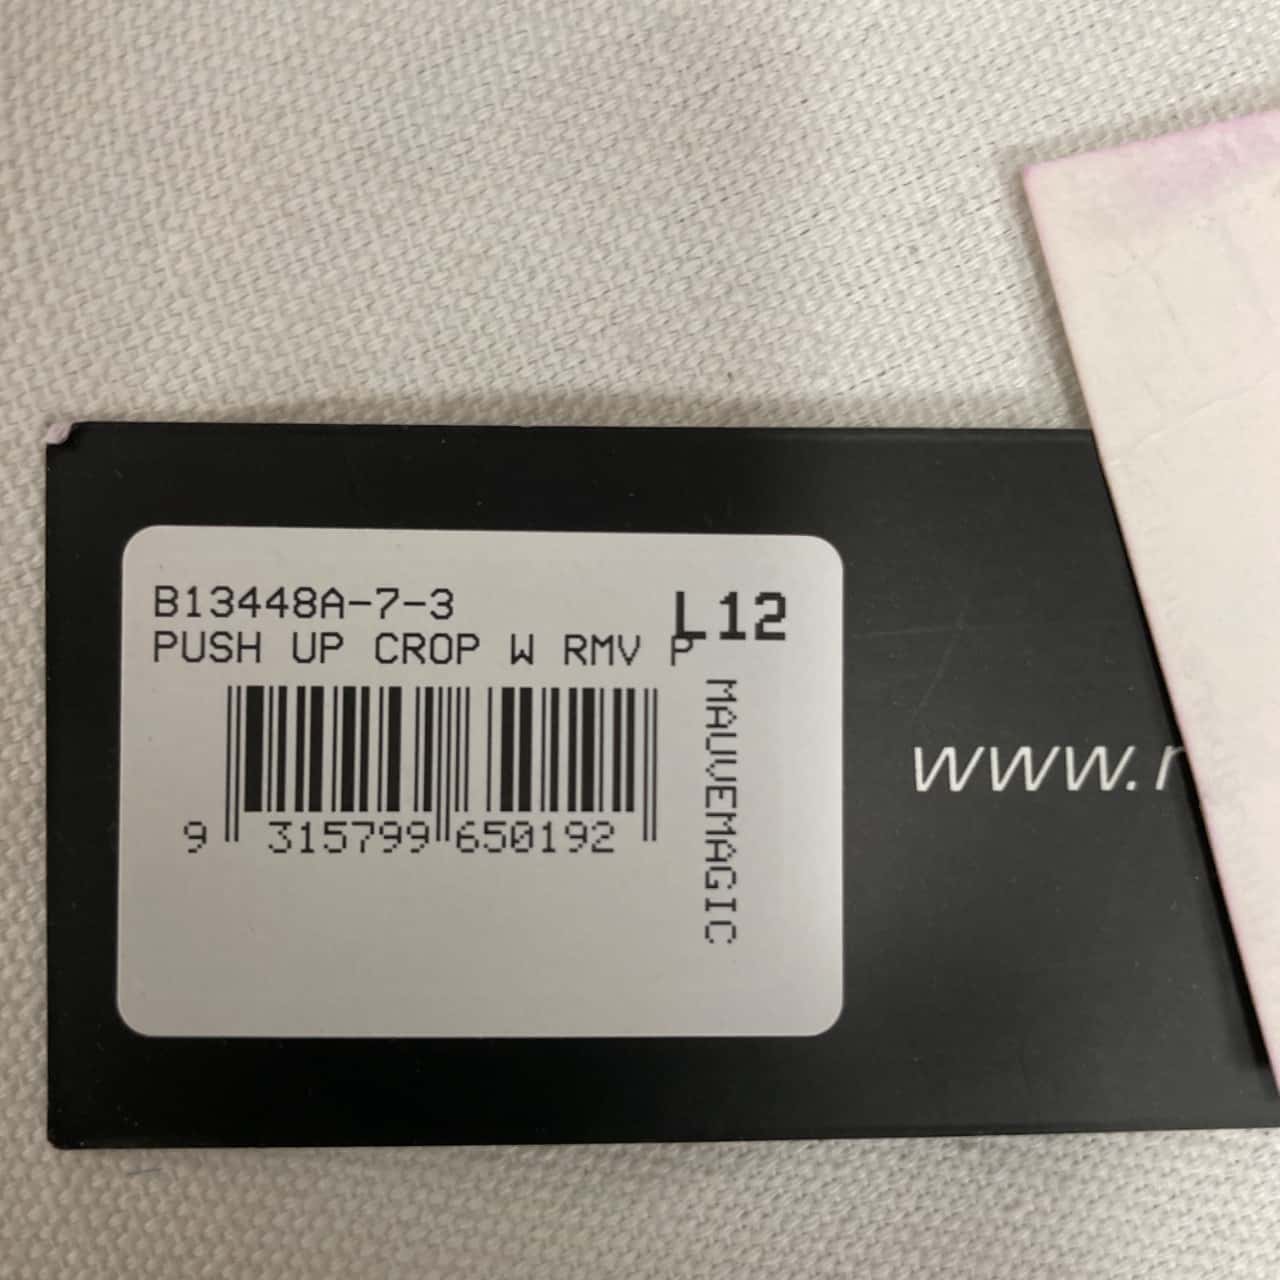 B13448A-7-3
L12
PUSH UP CROP W RMV P
MAUVEMAGIC
9 315799 650192
www.